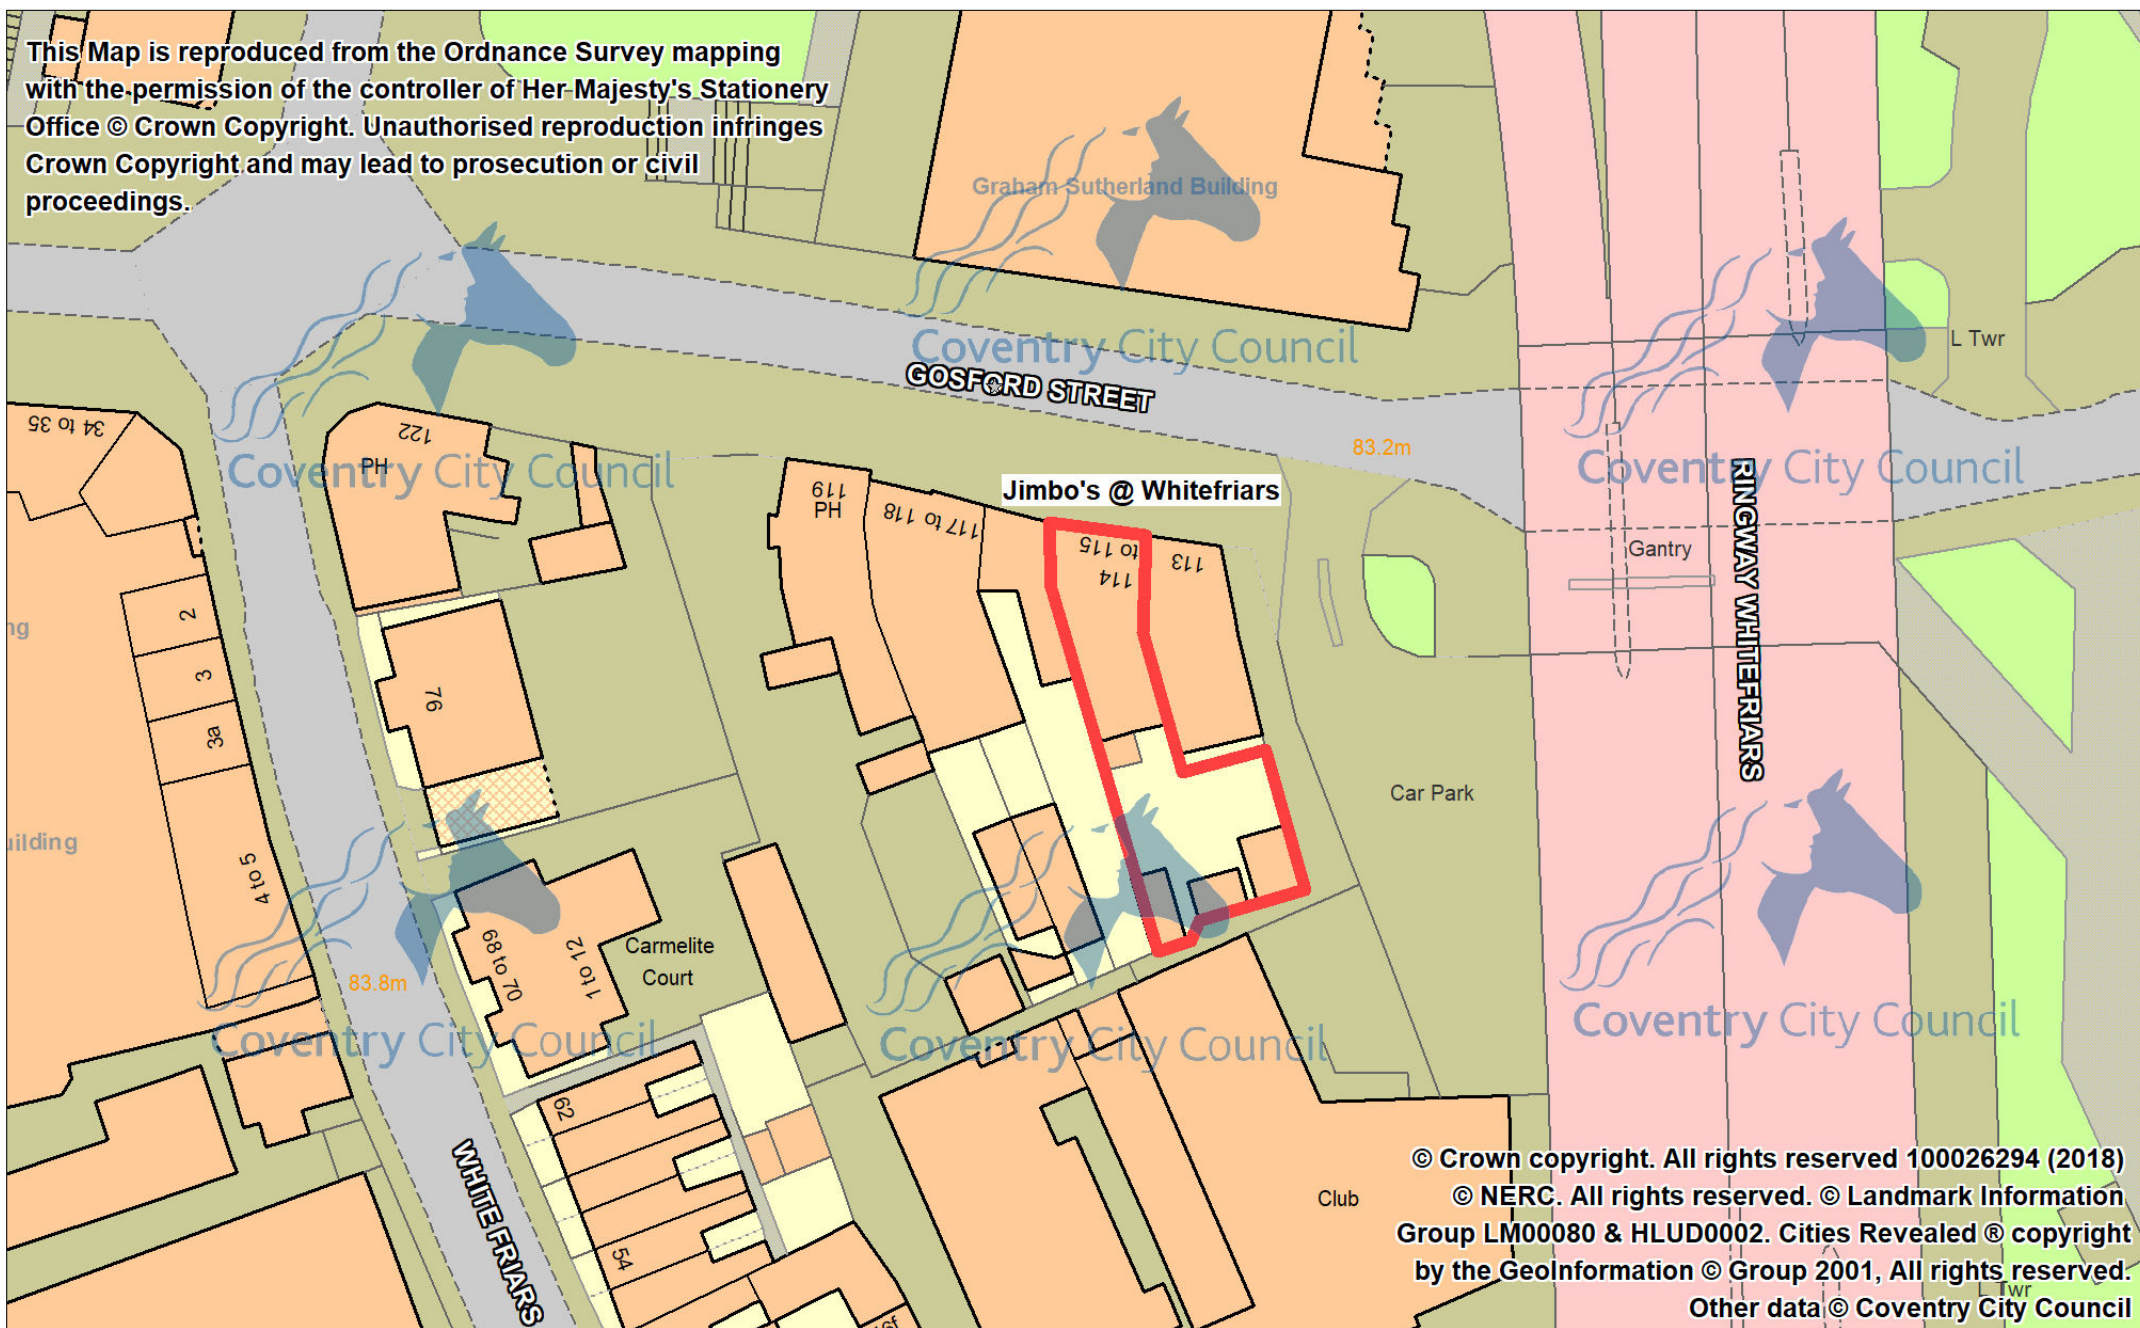 This Map is reproduced from the Ordnance Survey mapping
with the permission of the controller of Her Majesty's Stationery
Office © Crown Copyright. Unauthorised reproduction infringes
Crown Copyright and may lead to prosecution or civil
proceedings.
Graham Sutherland Building
Coventry City Council
L Twr
GOSFORD STREET
34 to 35
122
PH
Coventry City Council
83.2m
Coventry City Council
RINGWAY WHITEFRIARS
Jimbo's @ Whitefriars
119
PH
117 to 118
114
to 115
113
Gantry
2
ng
3
76
3a
Car Park
uilding
4 to 5
68 to 70
1 to 12
Carmelite
Court
83.8m
Coventry City Council
Coventry City Council
Coventry City Council
62
WHITE FRIARS
54
Club
© Crown copyright. All rights reserved 100026294 (2018)
© NERC. All rights reserved. © Landmark Information
Group LM00080 & HLUD0002. Cities Revealed ® copyright
by the GeoInformation © Group 2001, All rights reserved.
Twr
Other data © Coventry City Council